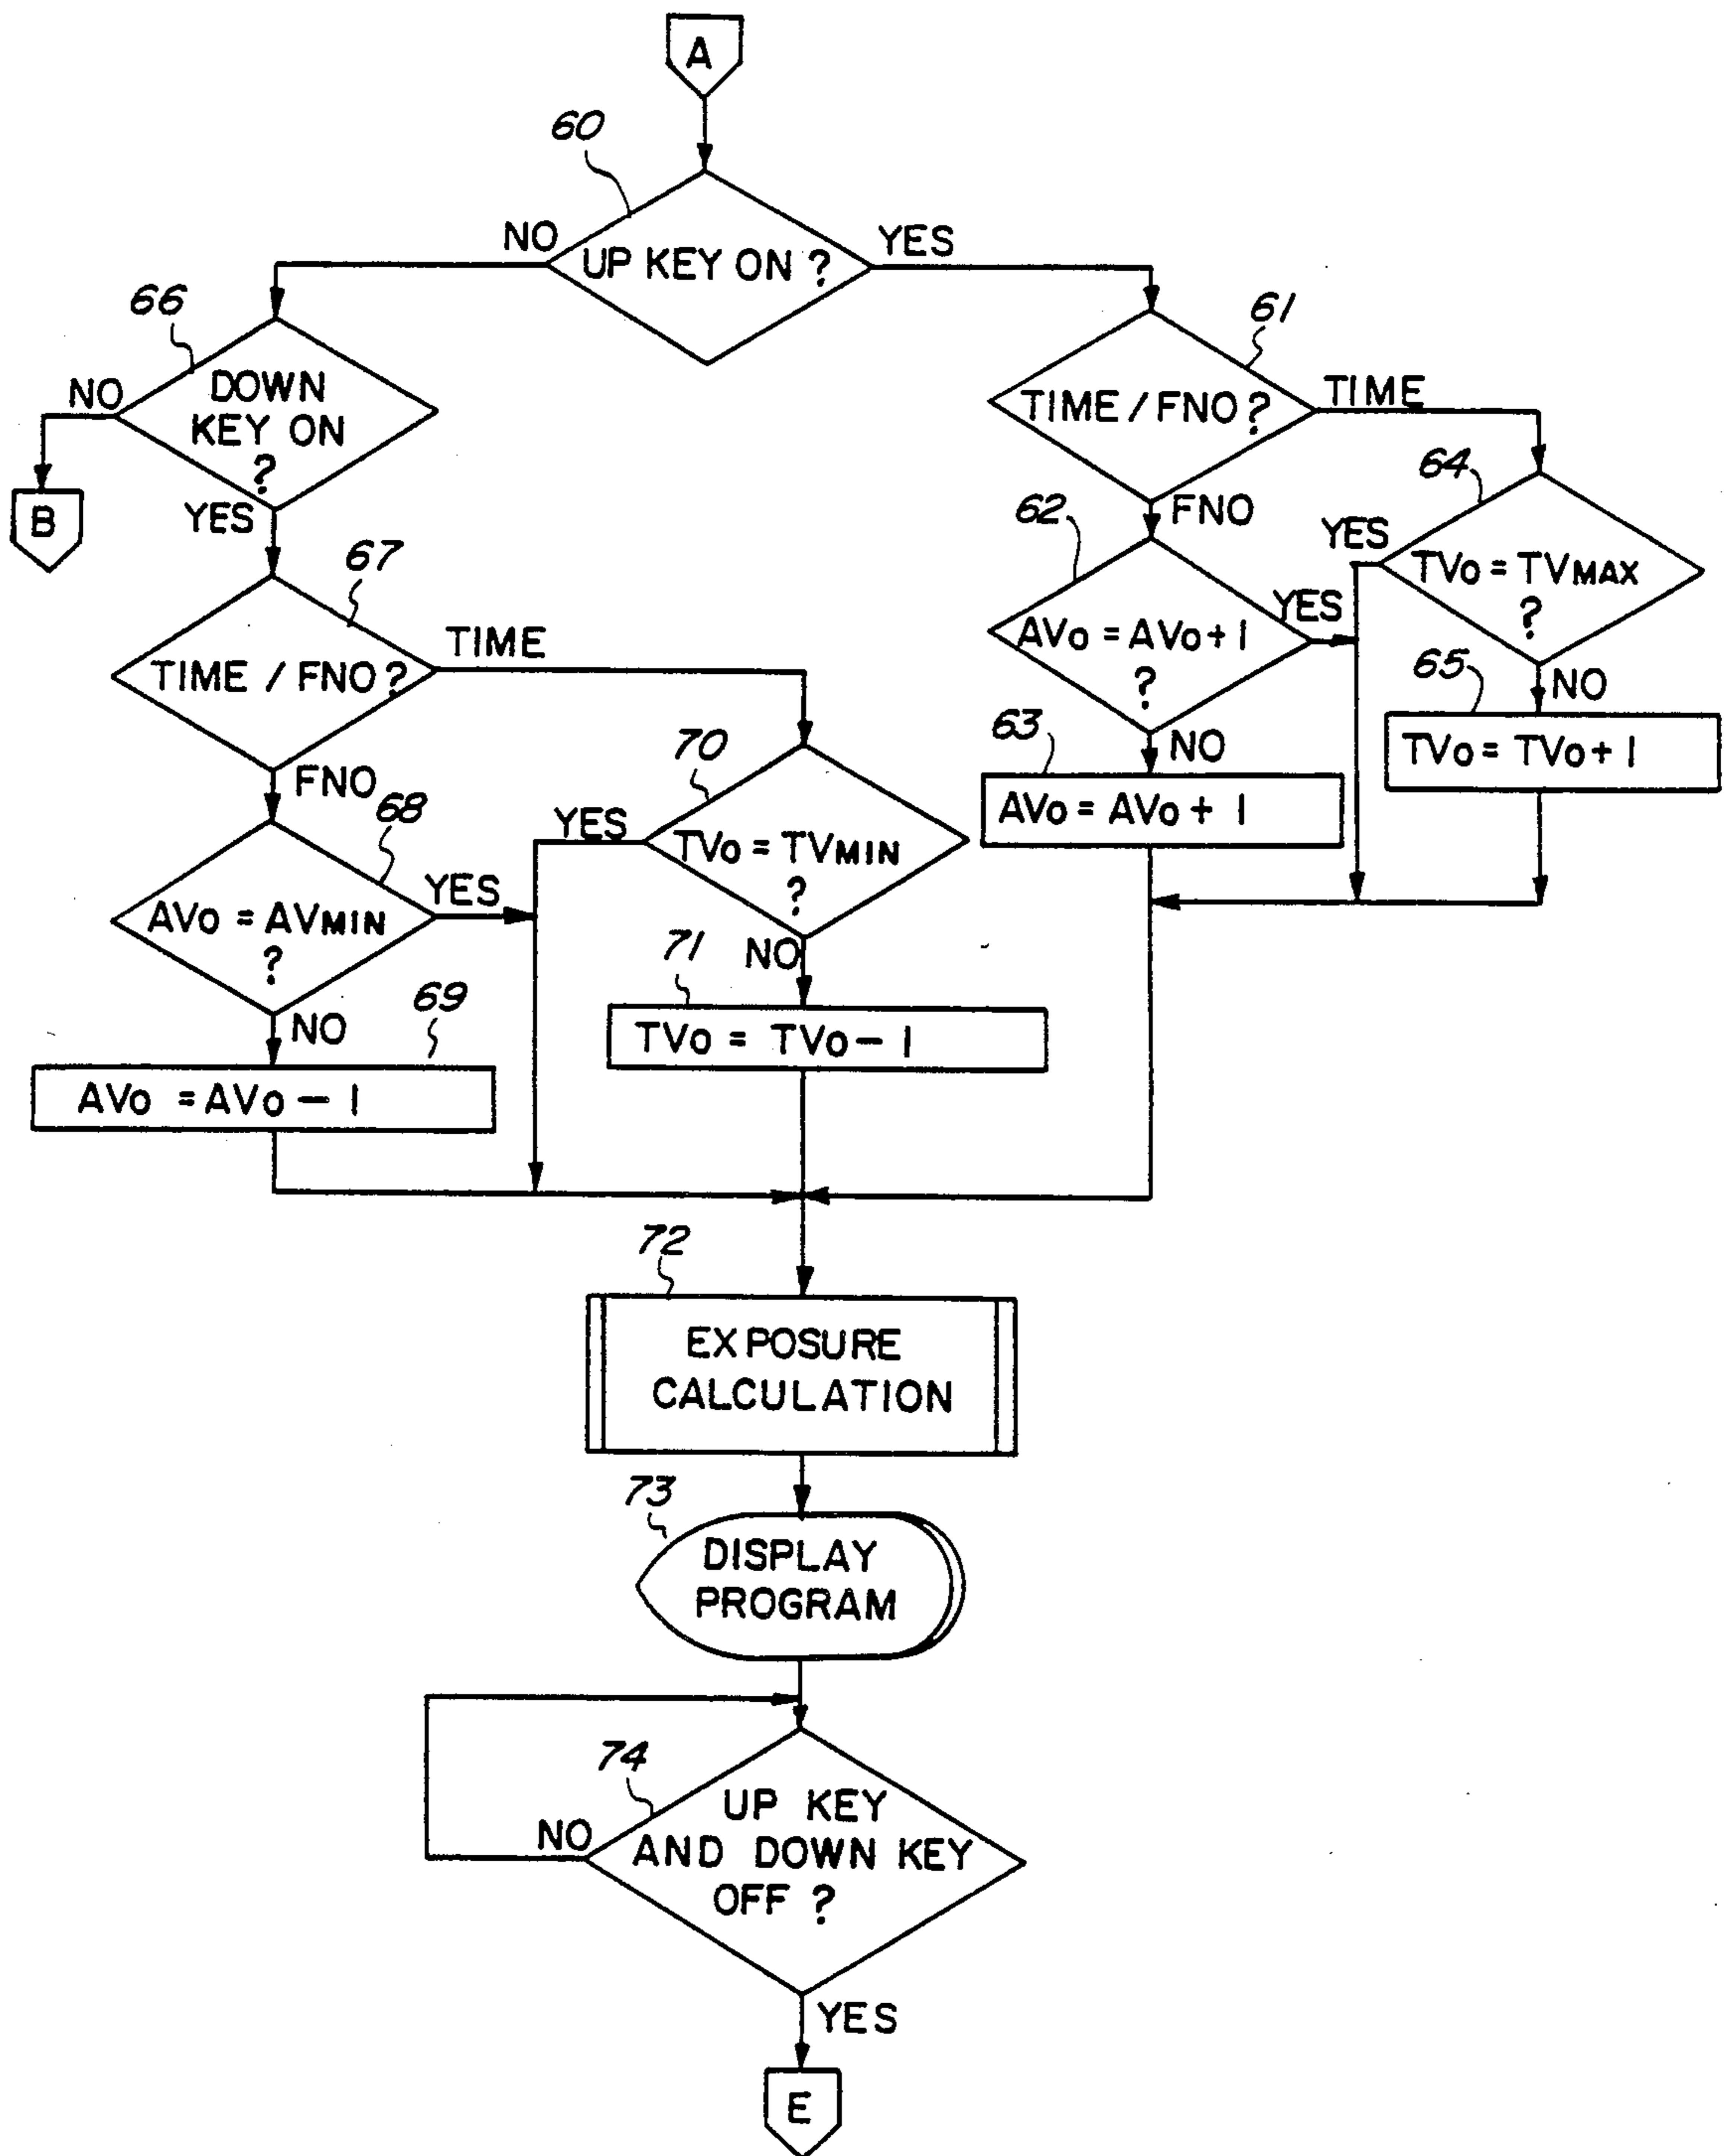 A
60
NO
UP KEY ON ?
YES
66
NO
DOWN
KEY ON
?
YES
B
61
TIME / FNO ?
TIME
FNO
64
YES
TVo = TVMAX
?
NO
62
AVo = AVo + 1
?
YES
NO
65
TVo = TVo + 1
63
AVo = AVo + 1
67
TIME / FNO ?
TIME
FNO
70
YES
TVo = TVMIN
?
NO
68
AVo = AVMIN
?
YES
NO
71
TVo = TVo - 1
69
AVo = AVo - 1
72
EXPOSURE
CALCULATION
73
DISPLAY
PROGRAM
74
NO
UP KEY
AND DOWN KEY
OFF ?
YES
E